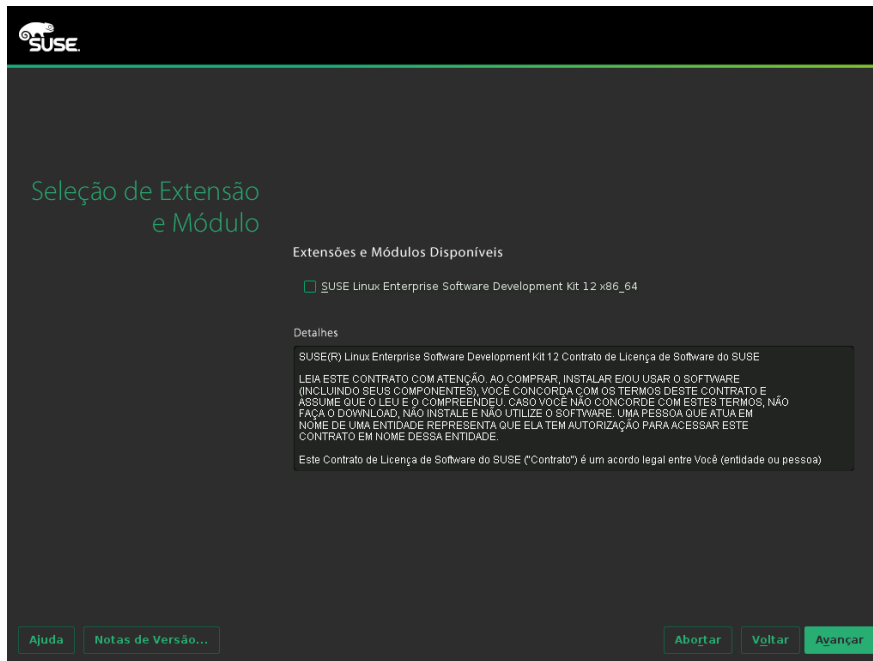 SUSE.
Seleção de Extensão
e Módulo
Extensões e Módulos Disponíveis
SUSE Linux Enterprise Software Development Kit 12 x86_64
Detalhes
SUSE(R) Linux Enterprise Software Development Kit 12 Contrato de Licença de Software do SUSE
LEIA ESTE CONTRATO COM ATENÇÃO. AO COMPRAR, INSTALAR E/OU USAR O SOFTWARE
(INCLUINDO SEUS COMPONENTES), VOCÊ CONCORDA COM OS TERMOS DESTE CONTRATO E
ASSUME QUE O LEU E O COMPREENDEU. CASO VOCÊ NÃO CONCORDE COM ESTES TERMOS, NÃO
FAÇA O DOWNLOAD, NÃO INSTALE E NÃO UTILIZE O SOFTWARE. UMA PESSOA QUE ATUA EM
NOME DE UMA ENTIDADE REPRESENTA QUE ELA TEM AUTORIZAÇÃO PARA ACESSAR ESTE
CONTRATO EM NOME DESSA ENTIDADE.
Este Contrato de Licença de Software do SUSE ("Contrato") é um acordo legal entre Você (entidade ou pessoa)
Ajuda
Notas de Versão...
Abortar
Voltar
Avançar